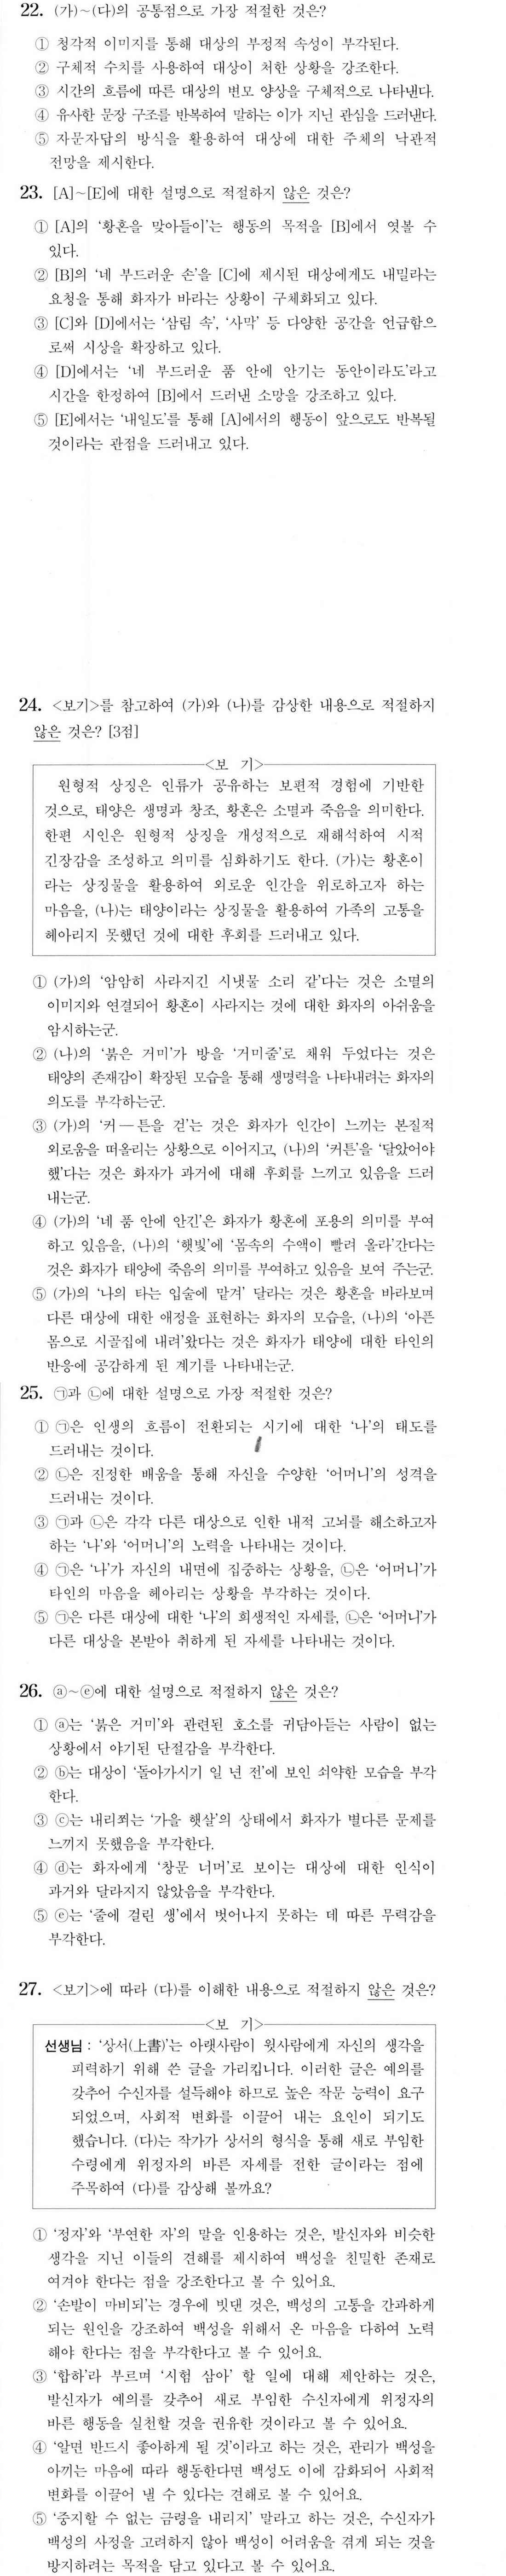 22. (가)~(다)의 공통점으로 가장 적절한 것은?
① 청각적 이미지를 통해 대상의 부정적 속성이 부각된다.
② 구체적 수치를 사용하여 대상이 처한 상황을 강조한다.
③ 시간의 흐름에 따른 대상의 변모 양상을 구체적으로 나타낸다.
④ 유사한 문장 구조를 반복하여 말하는 이가 지닌 관심을 드러낸다.
⑤ 자문자답의 방식을 활용하여 대상에 대한 주체의 낙관적
전망을 제시한다.
23. [A]~[E]에 대한 설명으로 적절하지 않은 것은?
① [A]의 '황혼을 맞아들이'는 행동의 목적을 [B]에서 엿볼 수
있다.
② [B]의 '네 부드러운 손'을 [C]에 제시된 대상에게도 내밀라는
요청을 통해 화자가 바라는 상황이 구체화되고 있다.
③ [C]와 [D]에서는 '삼림 속', '사막' 등 다양한 공간을 언급함으
로써 시상을 확장하고 있다.
④ [D]에서는 '네 부드러운 품 안에 안기는 동안이라도'라고
시간을 한정하여 [B]에서 드러낸 소망을 강조하고 있다.
⑤ [E]에서는 '내일도'를 통해 [A]에서의 행동이 앞으로도 반복될
것이라는 관점을 드러내고 있다.
24. <보기>를 참고하여 (가)와 (나)를 감상한 내용으로 적절하지
않은 것은? [3점]
<보 기>
원형적 상징은 인류가 공유하는 보편적 경험에 기반한
것으로, 태양은 생명과 창조, 황혼은 소멸과 죽음을 의미한다.
한편 시인은 원형적 상징을 개성적으로 재해석하여 시적
긴장감을 조성하고 의미를 심화하기도 한다. (가)는 황혼이
라는 상징물을 활용하여 외로운 인간을 위로하고자 하는
마음을, (나)는 태양이라는 상징물을 활용하여 가족의 고통을
헤아리지 못했던 것에 대한 후회를 드러내고 있다.
① (가)의 '암암히 사라지긴 시냇물 소리 같'다는 것은 소멸의
이미지와 연결되어 황혼이 사라지는 것에 대한 화자의 아쉬움을
암시하는군.
② (나)의 '붉은 거미'가 방을 '거미줄'로 채워 두었다는 것은
태양의 존재감이 확장된 모습을 통해 생명력을 나타내려는 화자의
의도를 부각하는군.
③ (가)의 '커―튼을 걷'는 것은 화자가 인간이 느끼는 본질적
외로움을 떠올리는 상황으로 이어지고, (나)의 '커튼'을 '달았어야
했'다는 것은 화자가 과거에 대해 후회를 느끼고 있음을 드러
내는군.
④ (가)의 '네 품 안에 안긴'은 화자가 황혼에 포용의 의미를 부여
하고 있음을, (나)의 '햇빛'에 '몸속의 수액이 빨려 올라'간다는
것은 화자가 태양에 죽음의 의미를 부여하고 있음을 보여 주는군.
⑤ (가)의 '나의 타는 입술에 맡겨' 달라는 것은 황혼을 바라보며
다른 대상에 대한 애정을 표현하는 화자의 모습을, (나)의 '아픈
몸으로 시골집에 내려'왔다는 것은 화자가 태양에 대한 타인의
반응에 공감하게 된 계기를 나타내는군.
25. ㉠과 ㉡에 대한 설명으로 가장 적절한 것은?
① ㉠은 인생의 흐름이 전환되는 시기에 대한 '나'의 태도를
드러내는 것이다.
② ㉡은 진정한 배움을 통해 자신을 수양한 '어머니'의 성격을
드러내는 것이다.
③ ㉠과 ㉡은 각각 다른 대상으로 인한 내적 고뇌를 해소하고자
하는 '나'와 '어머니'의 노력을 나타내는 것이다.
④ ㉠은 '나'가 자신의 내면에 집중하는 상황을, ㉡은 '어머니'가
타인의 마음을 헤아리는 상황을 부각하는 것이다.
⑤ ㉠은 다른 대상에 대한 '나'의 희생적인 자세를, ㉡은 '어머니'가
다른 대상을 본받아 취하게 된 자세를 나타내는 것이다.
26. ⓐ~ⓔ에 대한 설명으로 적절하지 않은 것은?
① ⓐ는 '붉은 거미'와 관련된 호소를 귀담아듣는 사람이 없는
상황에서 야기된 단절감을 부각한다.
② ⓑ는 대상이 '돌아가시기 일 년 전'에 보인 쇠약한 모습을 부각
한다.
③ ⓒ는 내리쬐는 '가을 햇살'의 상태에서 화자가 별다른 문제를
느끼지 못했음을 부각한다.
④ ⓓ는 화자에게 '창문 너머'로 보이는 대상에 대한 인식이
과거와 달라지지 않았음을 부각한다.
⑤ ⓔ는 '줄에 걸린 생'에서 벗어나지 못하는 데 따른 무력감을
부각한다.
27. <보기>에 따라 (다)를 이해한 내용으로 적절하지 않은 것은?
<보 기>
선생님 : '상서(上書)'는 아랫사람이 윗사람에게 자신의 생각을
피력하기 위해 쓴 글을 가리킵니다. 이러한 글은 예의를
갖추어 수신자를 설득해야 하므로 높은 작문 능력이 요구
되었으며, 사회적 변화를 이끌어 내는 요인이 되기도
했습니다. (다)는 작가가 상서의 형식을 통해 새로 부임한
수령에게 위정자의 바른 자세를 전한 글이라는 점에
주목하여 (다)를 감상해 볼까요?
① '정자'와 '부연한 자'의 말을 인용하는 것은, 발신자와 비슷한
생각을 지닌 이들의 견해를 제시하여 백성을 친밀한 존재로
여겨야 한다는 점을 강조한다고 볼 수 있어요.
② '손발이 마비되'는 경우에 빗댄 것은, 백성의 고통을 간과하게
되는 원인을 강조하여 백성을 위해서 온 마음을 다하여 노력
해야 한다는 점을 부각한다고 볼 수 있어요.
③ '합하'라 부르며 '시험 삼아' 할 일에 대해 제안하는 것은,
발신자가 예의를 갖추어 새로 부임한 수신자에게 위정자의
바른 행동을 실천할 것을 권유한 것이라고 볼 수 있어요.
④ '알면 반드시 좋아하게 될 것'이라고 하는 것은, 관리가 백성을
아끼는 마음에 따라 행동한다면 백성도 이에 감화되어 사회적
변화를 이끌어 낼 수 있다는 견해로 볼 수 있어요.
⑤ '중지할 수 없는 금령을 내리지' 말라고 하는 것은, 수신자가
백성의 사정을 고려하지 않아 백성이 어려움을 겪게 되는 것을
방지하려는 목적을 담고 있다고 볼 수 있어요.